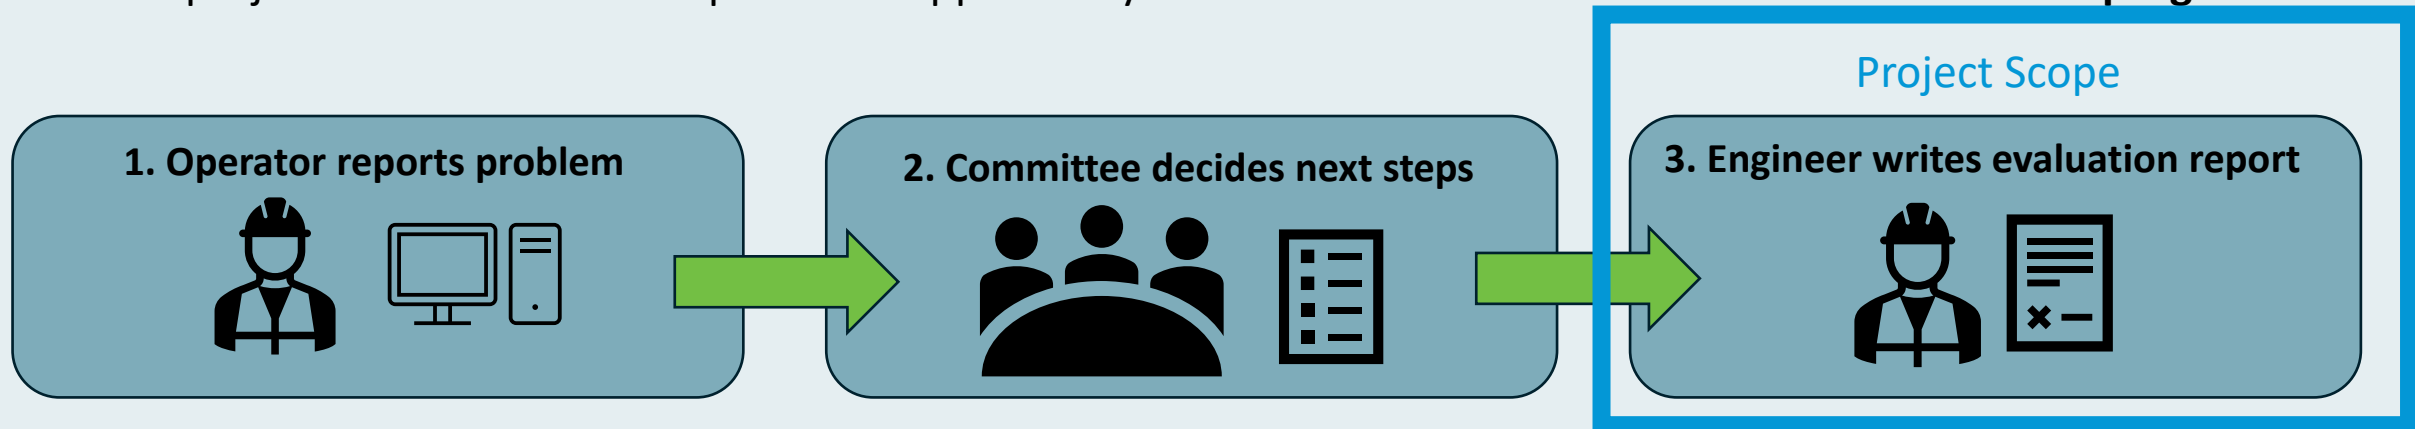 Project Scope
1. Operator reports problem
2. Committee decides next steps
3. Engineer writes evaluation report